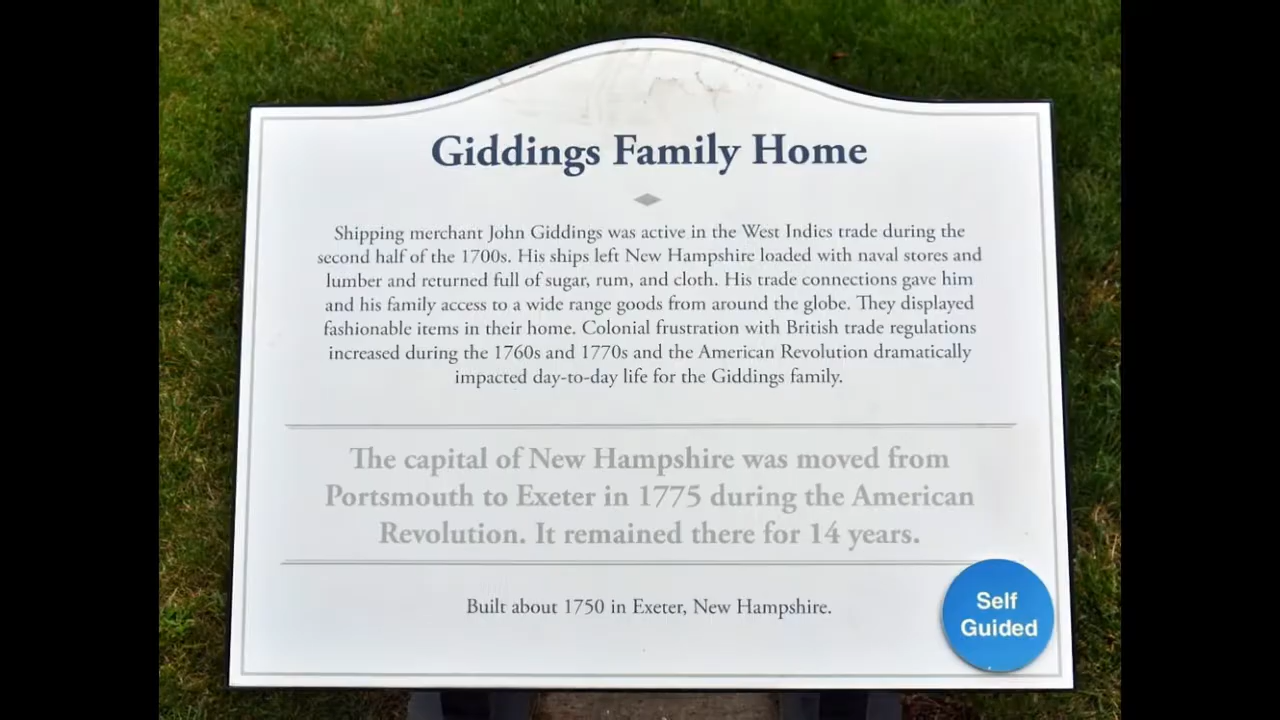 Giddings Family Home
Shipping merchant John Giddings was active in the West Indies trade during the
second half of the 1700s. His ships left New Hampshire loaded with naval stores and
lumber and returned full of sugar, rum, and cloth. His trade connections gave him
and his family access to a wide range goods from around the globe. They displayed
fashionable items in their home. Colonial frustration with British trade regulations
increased during the 1760s and 1770s and the American Revolution dramatically
impacted day-to-day life for the Giddings family.
The capital of New Hampshire was moved from
Portsmouth to Exeter in 1775 during the American
Revolution. It remained there for 14 years.
Built about 1750 in Exeter, New Hampshire.
Self
Guided